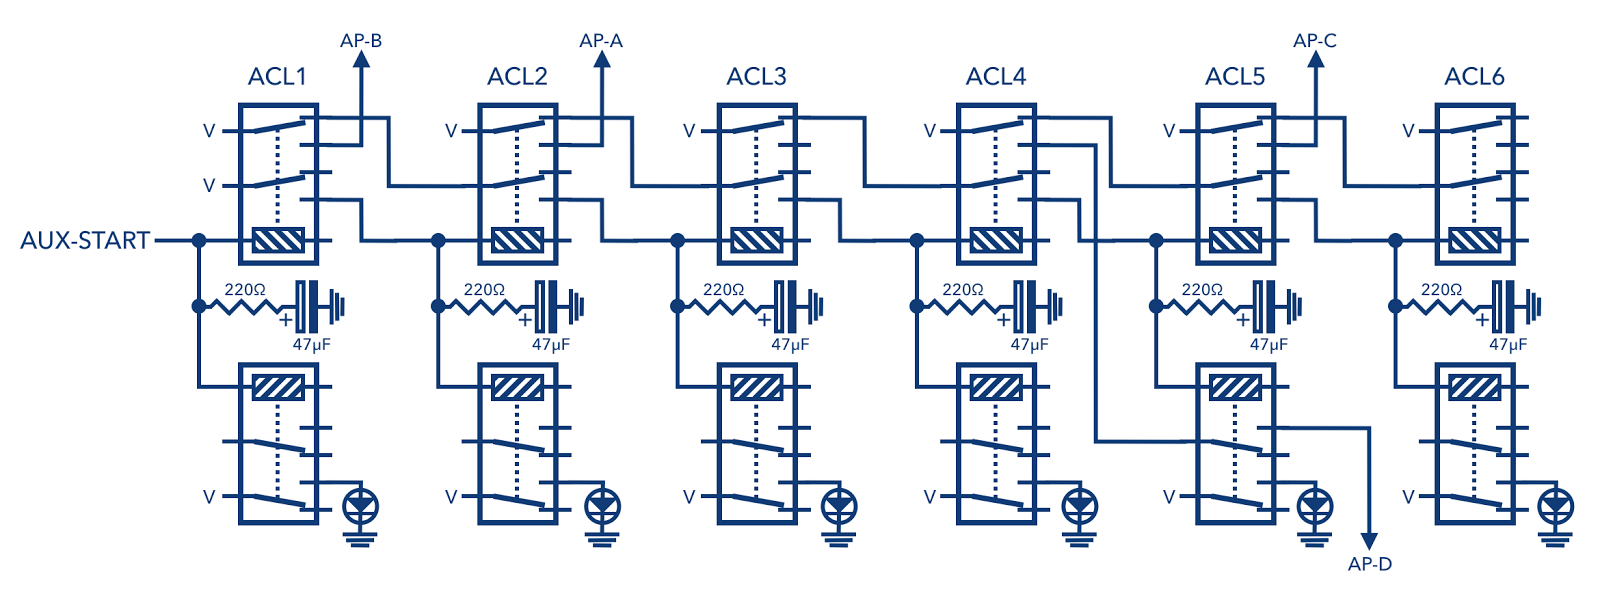 AP-B AP-A AP-C
ACL1 ACL2 ACL3 ACL4 ACL5 ACL6
V V V V V V
V
AUX-START
220Ω 220Ω 220Ω 220Ω 220Ω 220Ω
+ + + + + +
47µF 47µF 47µF 47µF 47µF 47µF
V V V V V V
AP-D